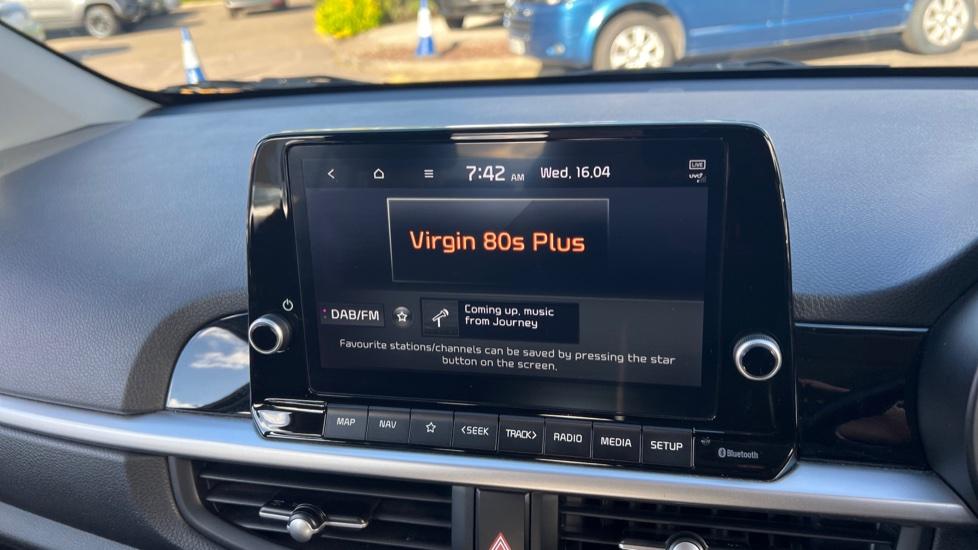 7:42 AM Wed, 16.04
LIVE
UVO
Virgin 80s Plus
DAB/FM
Coming up, music
from Journey
Favourite stations/channels can be saved by pressing the star
button on the screen.
MAP NAV <SEEK TRACK> RADIO MEDIA SETUP
Bluetooth